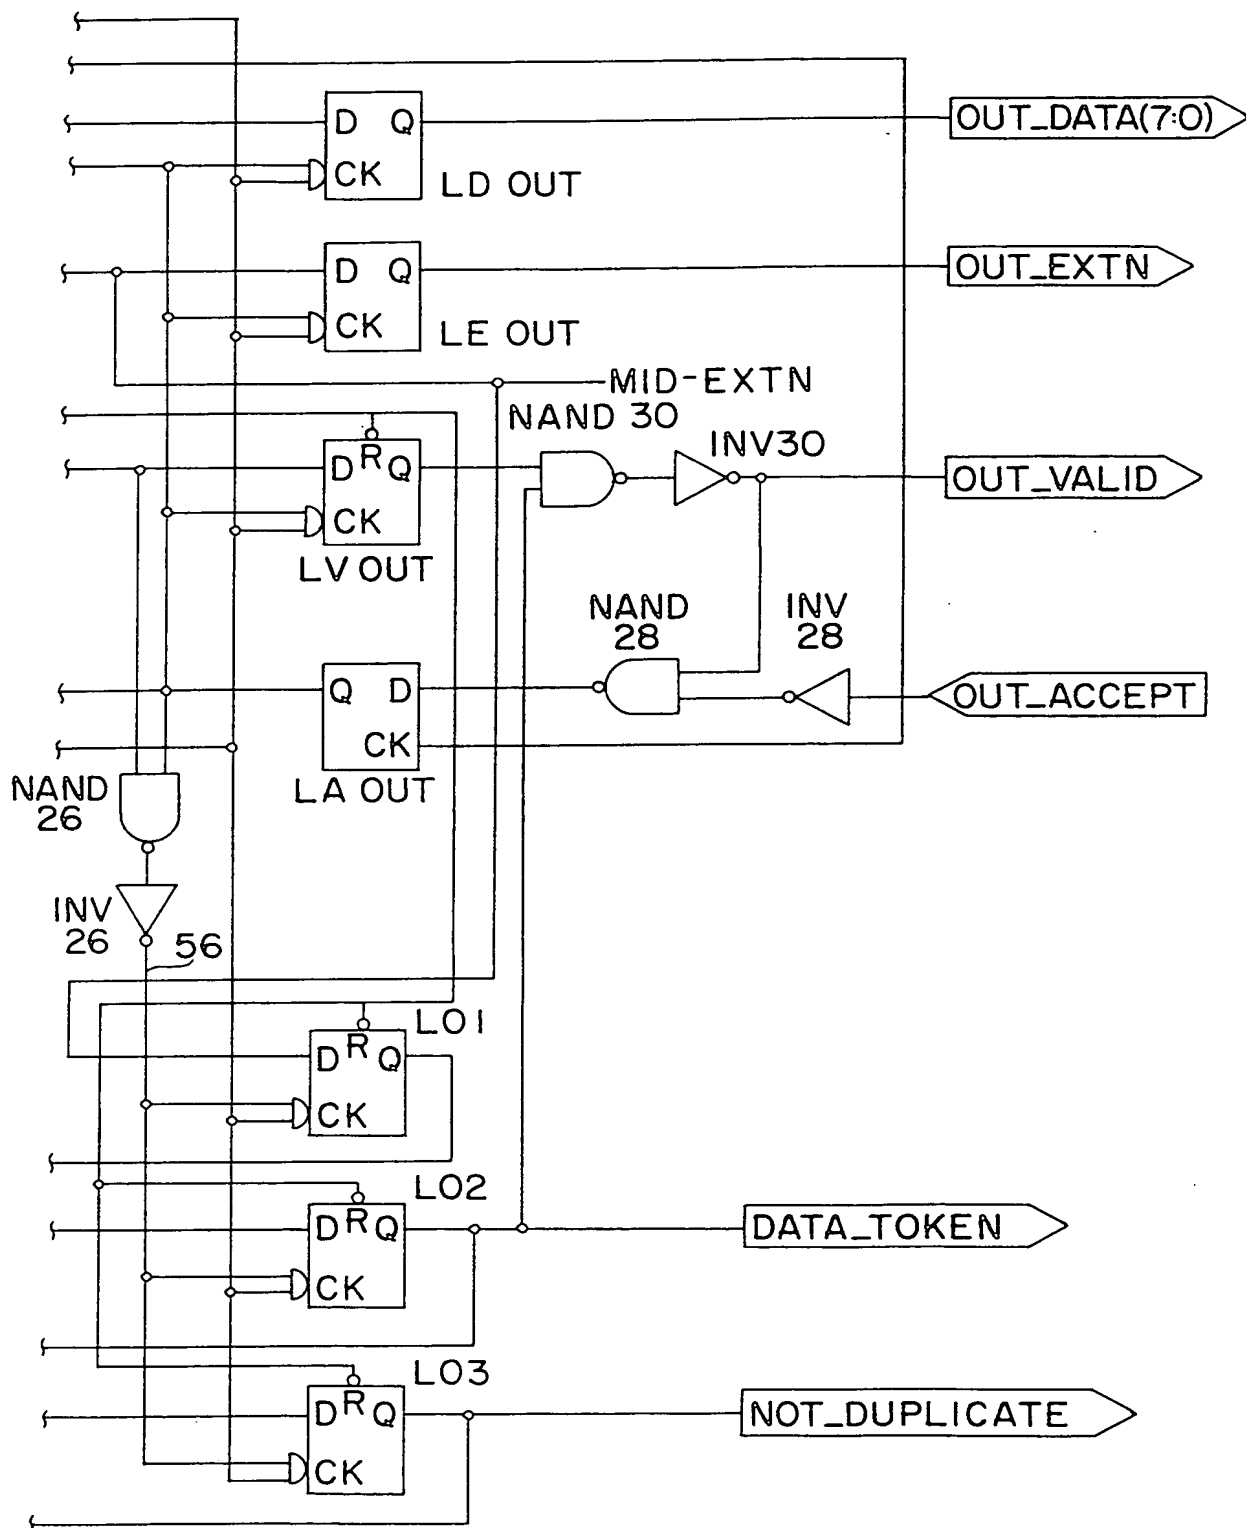 D Q
OUT_DATA(7:0)
CK
LD OUT
D Q
OUT_EXTN
CK
LE OUT
MID-EXTN
NAND 30
INV30
D R Q
OUT_VALID
CK
LV OUT
NAND
28
INV
28
Q D
OUT_ACCEPT
CK
LA OUT
NAND
26
INV
26
56
LO1
D R Q
CK
LO2
D R Q
DATA_TOKEN
CK
LO3
D R Q
NOT_DUPLICATE
CK